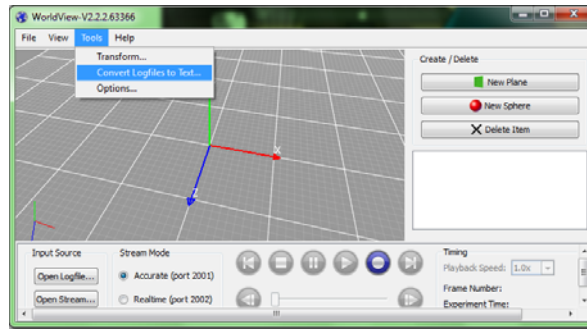 WorldView-V2.2.2.63366
File View Tools Help
Transform...
Convert Logfiles to Text...
Options...
Create / Delete
New Plane
New Sphere
Delete Item
X
Input Source
Open Logfile...
Open Stream...
Stream Mode
Accurate (port 2001)
Realtime (port 2002)
Timing
Playback Speed: 1.0x
Frame Number:
Experiment Time: